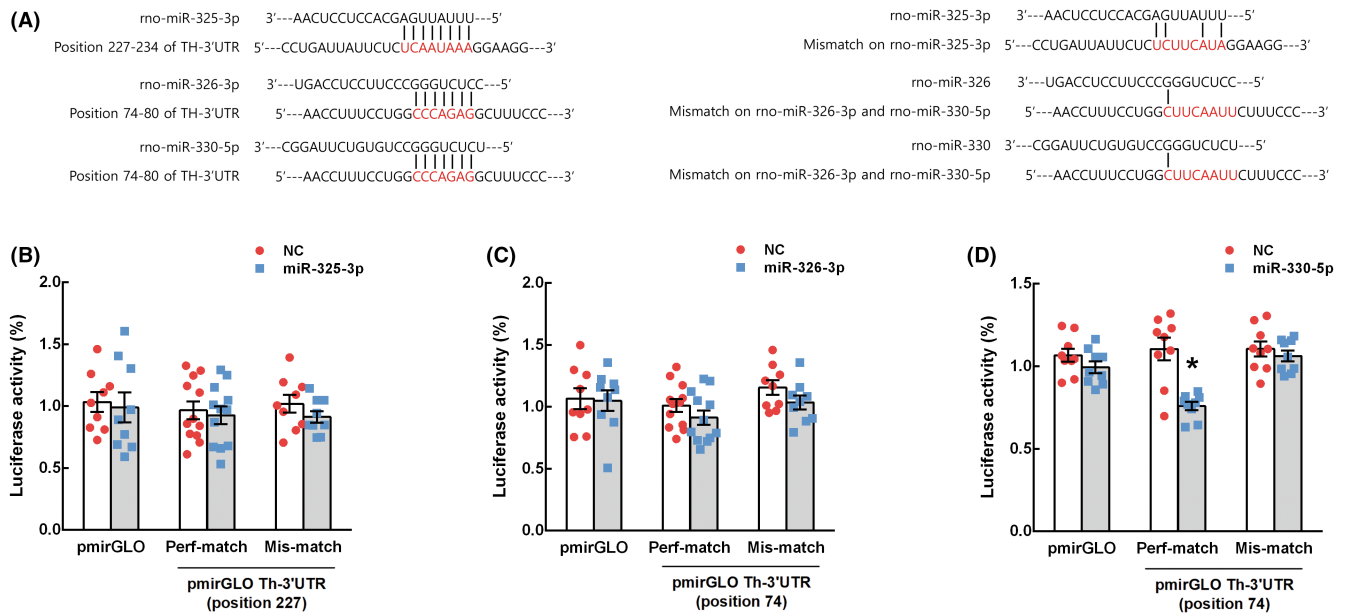 (A)
rno-miR-325-3p 3'---AACUCCUCCACGAGUUAUUU---5'
Position 227-234 of TH-3'UTR 5'---CCUGAUUAUUCUCUCAAUAAAGGAAGG---3'
rno-miR-326-3p 3'---UGACCUCCUUCCCGGGUCUCC---5'
Position 74-80 of TH-3'UTR 5'---AACCUUUCCUGGCCCAGAGGCUUUCCC---3'
rno-miR-330-5p 3'---CGGAUUCUGUGUCCGGGUCUCU---5'
Position 74-80 of TH-3'UTR 5'---AACCUUUCCUGGCCCAGAGGCUUUCCC---3'
rno-miR-325-3p 3'---AACUCCUCCACGAGUUAUUU---5'
Mismatch on rno-miR-325-3p 5'---CCUGAUUAUUCUCUCUUCAUAGGAAGG---3'
rno-miR-326 3'---UGACCUCCUUCCCGGGUCUCC---5'
Mismatch on rno-miR-326-3p and rno-miR-330-5p 5'---AACCUUUCCUGGCUUCAAUUCUUUCCC---3'
rno-miR-330 3'---CGGAUUCUGUGUCCGGGUCUCU---5'
Mismatch on rno-miR-326-3p and rno-miR-330-5p 5'---AACCUUUCCUGGCUUCAAUUCUUUCCC---3'
(B)
NC
miR-325-3p
Luciferase activity (%)
2.0
1.5
1.0
0.5
0.0
pmirGLO Perf-match Mis-match
pmirGLO Th-3'UTR
(position 227)
(C)
NC
miR-326-3p
Luciferase activity (%)
2.0
1.5
1.0
0.5
0.0
pmirGLO Perf-match Mis-match
pmirGLO Th-3'UTR
(position 74)
(D)
NC
miR-330-5p
Luciferase activity (%)
1.5
1.0
0.5
0.0
*
pmirGLO Perf-match Mis-match
pmirGLO Th-3'UTR
(position 74)